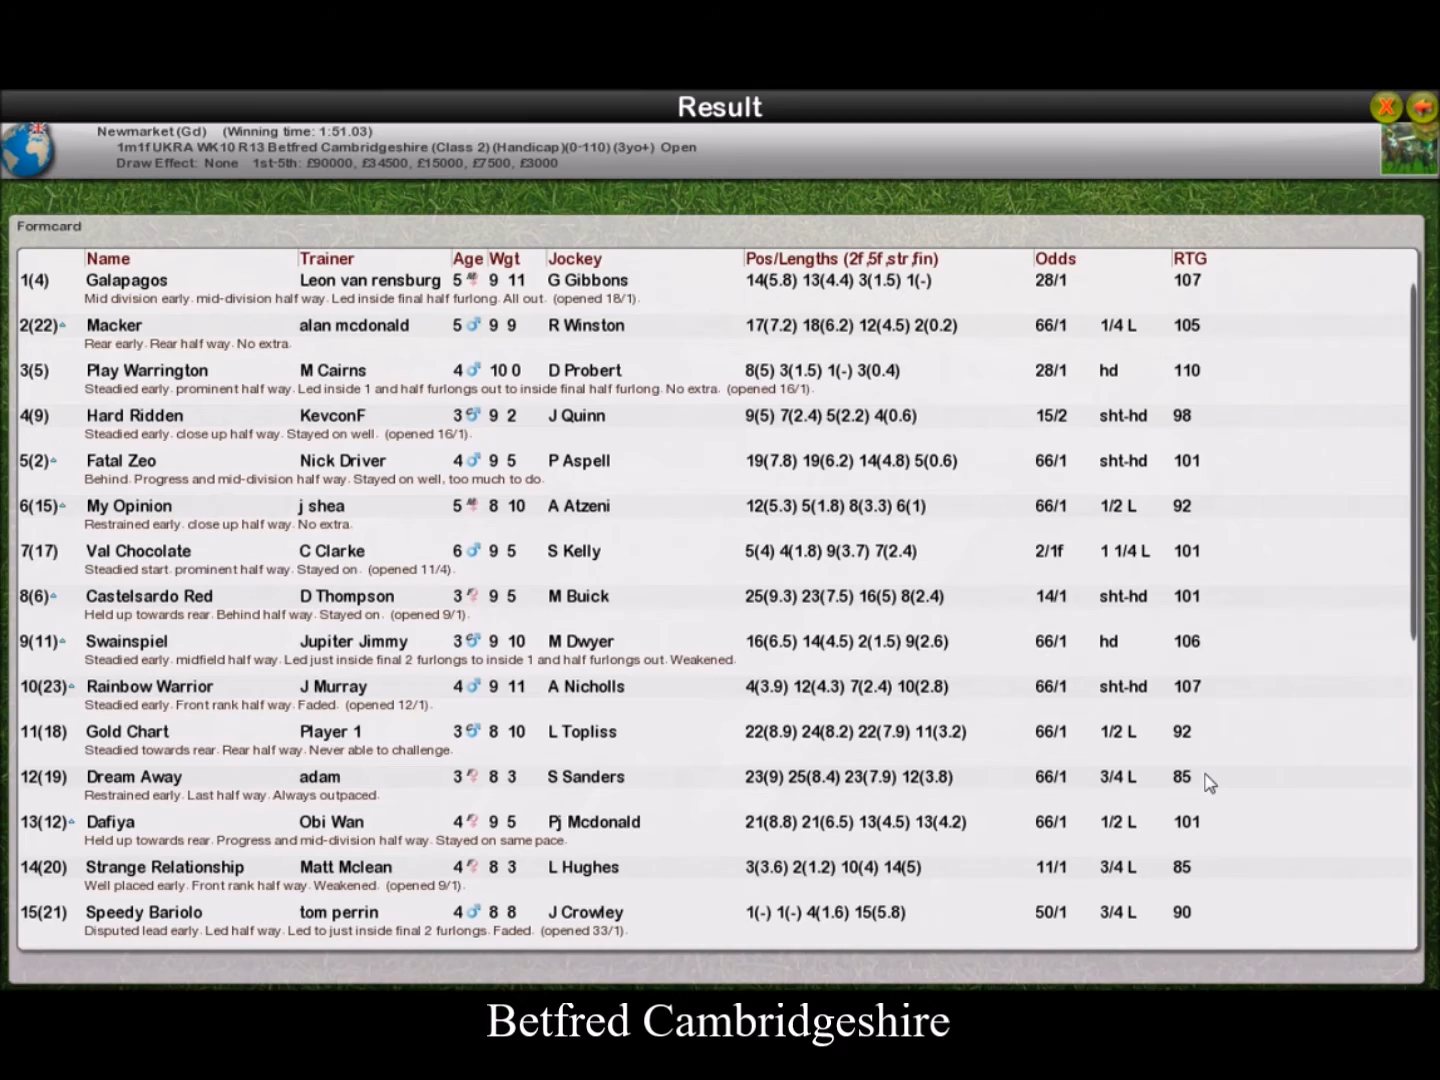 Result
Newmarket (Gd) (Winning time: 1:51.03)
1m1f UKRA WK10 R13 Betfred Cambridgeshire (Class 2) (Handicap)(0-110) (3yo+) Open
Draw Effect: None 1st-5th: £90000, £34500, £15000, £7500, £3000
Formcard
Name Trainer Age Wgt Jockey Pos/Lengths (2f,5f,str,fin) Odds RTG
1(4) Galapagos Leon van rensburg 5 9 11 G Gibbons 14(5.8) 13(4.4) 3(1.5) 1(-) 28/1 107
Mid division early. mid-division half way. Led inside final half furlong. All out. (opened 18/1).
2(22) Macker alan mcdonald 5 9 9 R Winston 17(7.2) 18(6.2) 12(4.5) 2(0.2) 66/1 1/4 L 105
Rear early. Rear half way. No extra.
3(5) Play Warrington M Cairns 4 10 0 D Probert 8(5) 3(1.5) 1(-) 3(0.4) 28/1 hd 110
Steadied early. prominent half way. Led inside 1 and half furlongs out to inside final half furlong. No extra. (opened 16/1).
4(9) Hard Ridden KevconF 3 9 2 J Quinn 9(5) 7(2.4) 5(2.2) 4(0.6) 15/2 sht-hd 98
Steadied early. close up half way. Stayed on well. (opened 16/1).
5(2) Fatal Zeo Nick Driver 4 9 5 P Aspell 19(7.8) 19(6.2) 14(4.8) 5(0.6) 66/1 sht-hd 101
Behind. Progress and mid-division half way. Stayed on well, too much to do.
6(15) My Opinion j shea 5 8 10 A Atzeni 12(5.3) 5(1.8) 8(3.3) 6(1) 66/1 1/2 L 92
Restrained early. close up half way. No extra.
7(17) Val Chocolate C Clarke 6 9 5 S Kelly 5(4) 4(1.8) 9(3.7) 7(2.4) 2/1f 1 1/4 L 101
Steadied start. prominent half way. Stayed on. (opened 11/4).
8(6) Castelsardo Red D Thompson 3 9 5 M Buick 25(9.3) 23(7.5) 16(5) 8(2.4) 14/1 sht-hd 101
Held up towards rear. Behind half way. Stayed on. (opened 9/1).
9(11) Swainspiel Jupiter Jimmy 3 9 10 M Dwyer 16(6.5) 14(4.5) 2(1.5) 9(2.6) 66/1 hd 106
Steadied early. midfield half way. Led just inside final 2 furlongs to inside 1 and half furlongs out. Weakened.
10(23) Rainbow Warrior J Murray 4 9 11 A Nicholls 4(3.9) 12(4.3) 7(2.4) 10(2.8) 66/1 sht-hd 107
Steadied early. Front rank half way. Faded. (opened 12/1).
11(18) Gold Chart Player 1 3 8 10 L Topliss 22(8.9) 24(8.2) 22(7.9) 11(3.2) 66/1 1/2 L 92
Steadied towards rear. Rear half way. Never able to challenge.
12(19) Dream Away adam 3 8 3 S Sanders 23(9) 25(8.4) 23(7.9) 12(3.8) 66/1 3/4 L 85
Restrained early. Last half way. Always outpaced.
13(12) Dafiya Obi Wan 4 9 5 Pj Mcdonald 21(8.8) 21(6.5) 13(4.5) 13(4.2) 66/1 1/2 L 101
Held up towards rear. Progress and mid-division half way. Stayed on same pace.
14(20) Strange Relationship Matt Mclean 4 8 3 L Hughes 3(3.6) 2(1.2) 10(4) 14(5) 11/1 3/4 L 85
Well placed early. Front rank half way. Weakened. (opened 9/1).
15(21) Speedy Bariolo tom perrin 4 8 8 J Crowley 1(-) 1(-) 4(1.6) 15(5.8) 50/1 3/4 L 90
Disputed lead early. Led half way. Led to just inside final 2 furlongs. Faded. (opened 33/1).
Betfred Cambridgeshire